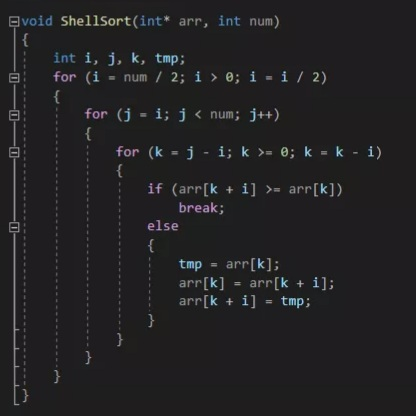 void ShellSort(int* arr, int num)
{
    int i, j, k, tmp;
    for (i = num / 2; i > 0; i = i / 2)
    {
        for (j = i; j < num; j++)
        {
            for (k = j - i; k >= 0; k = k - i)
            {
                if (arr[k + i] >= arr[k])
                    break;
                else
                {
                    tmp = arr[k];
                    arr[k] = arr[k + i];
                    arr[k + i] = tmp;
                }
            }
        }
    }
}